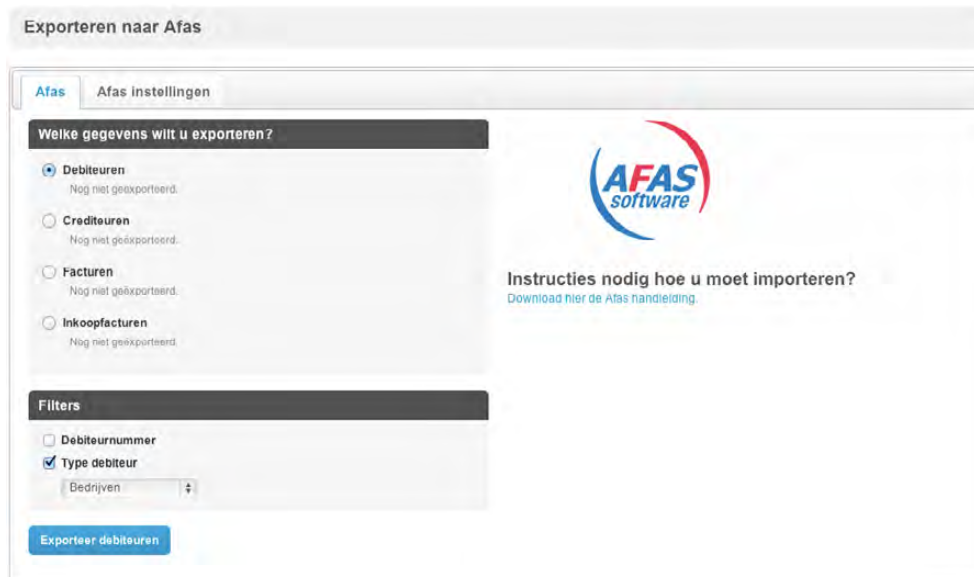 Exporteren naar Afas
Afas
Afas instellingen
Welke gegevens wilt u exporteren?
Debiteuren
Nog niet geëxporteerd.
Crediteuren
Nog niet geëxporteerd.
Facturen
Nog niet geëxporteerd.
Inkoopfacturen
Nog niet geëxporteerd.
Filters
Debiteurnummer
Type debiteur
Bedrijven
Exporteer debiteuren
AFAS
software
Instructies nodig hoe u moet importeren?
Download hier de Afas handleiding.